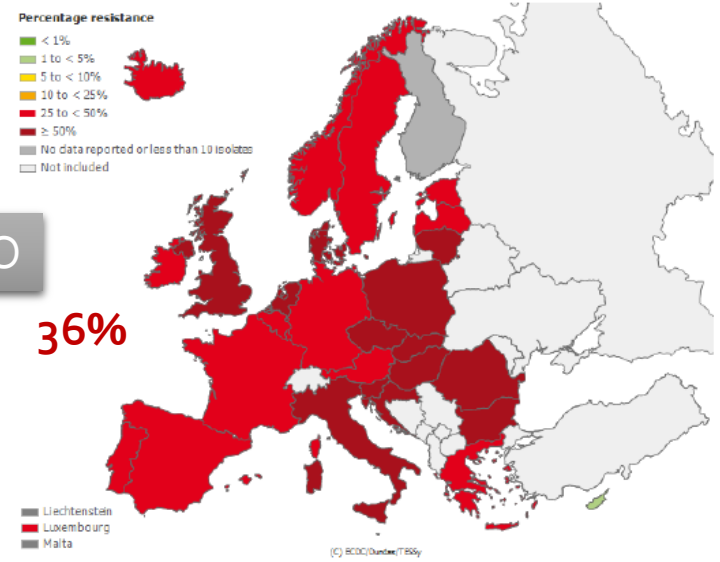 Percentage resistance
< 1%
1 to < 5%
5 to < 10%
10 to < 25%
25 to < 50%
≥ 50%
No data reported or less than 10 isolates
Not included
36%
Liechtenstein
Luxembourg
Malta
(C) ECDC/Dundas/TESSy